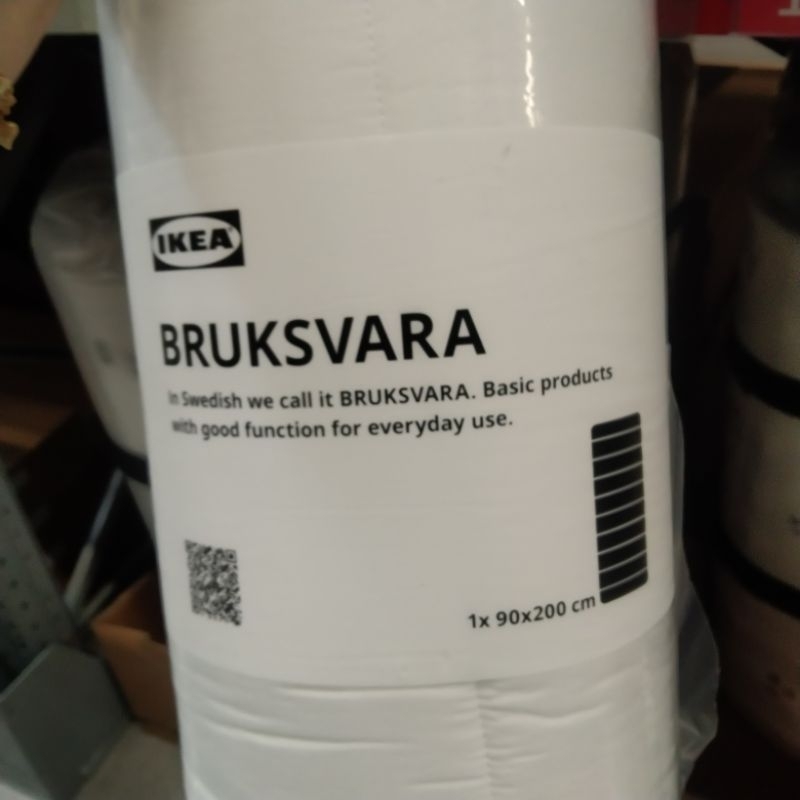 IKEA
BRUKSVARA
In Swedish we call it BRUKSVARA. Basic products
with good function for everyday use.
1x 90x200 cm